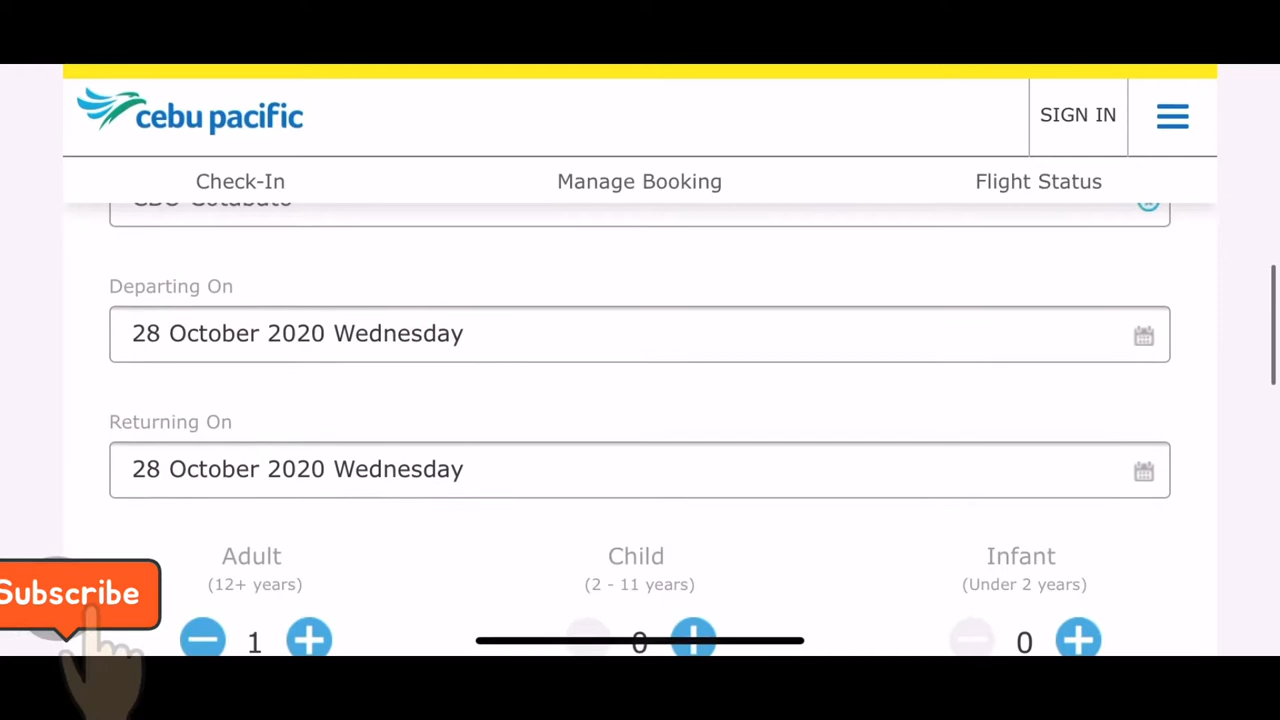 cebu pacific
SIGN IN
Check-In
Manage Booking
Flight Status
Cotabato
Departing On
28 October 2020 Wednesday
Returning On
28 October 2020 Wednesday
Adult
Child
Infant
(12+ years)
(2 - 11 years)
(Under 2 years)
Subscribe
1
0
0